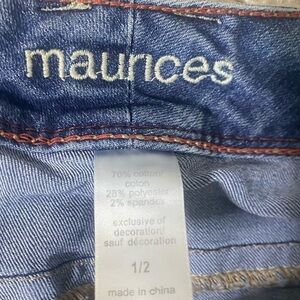 maurices
70% cotton/
coton
28% polyester
2% spandex
exclusive of
decoration/
sauf décoration
1/2
made in china